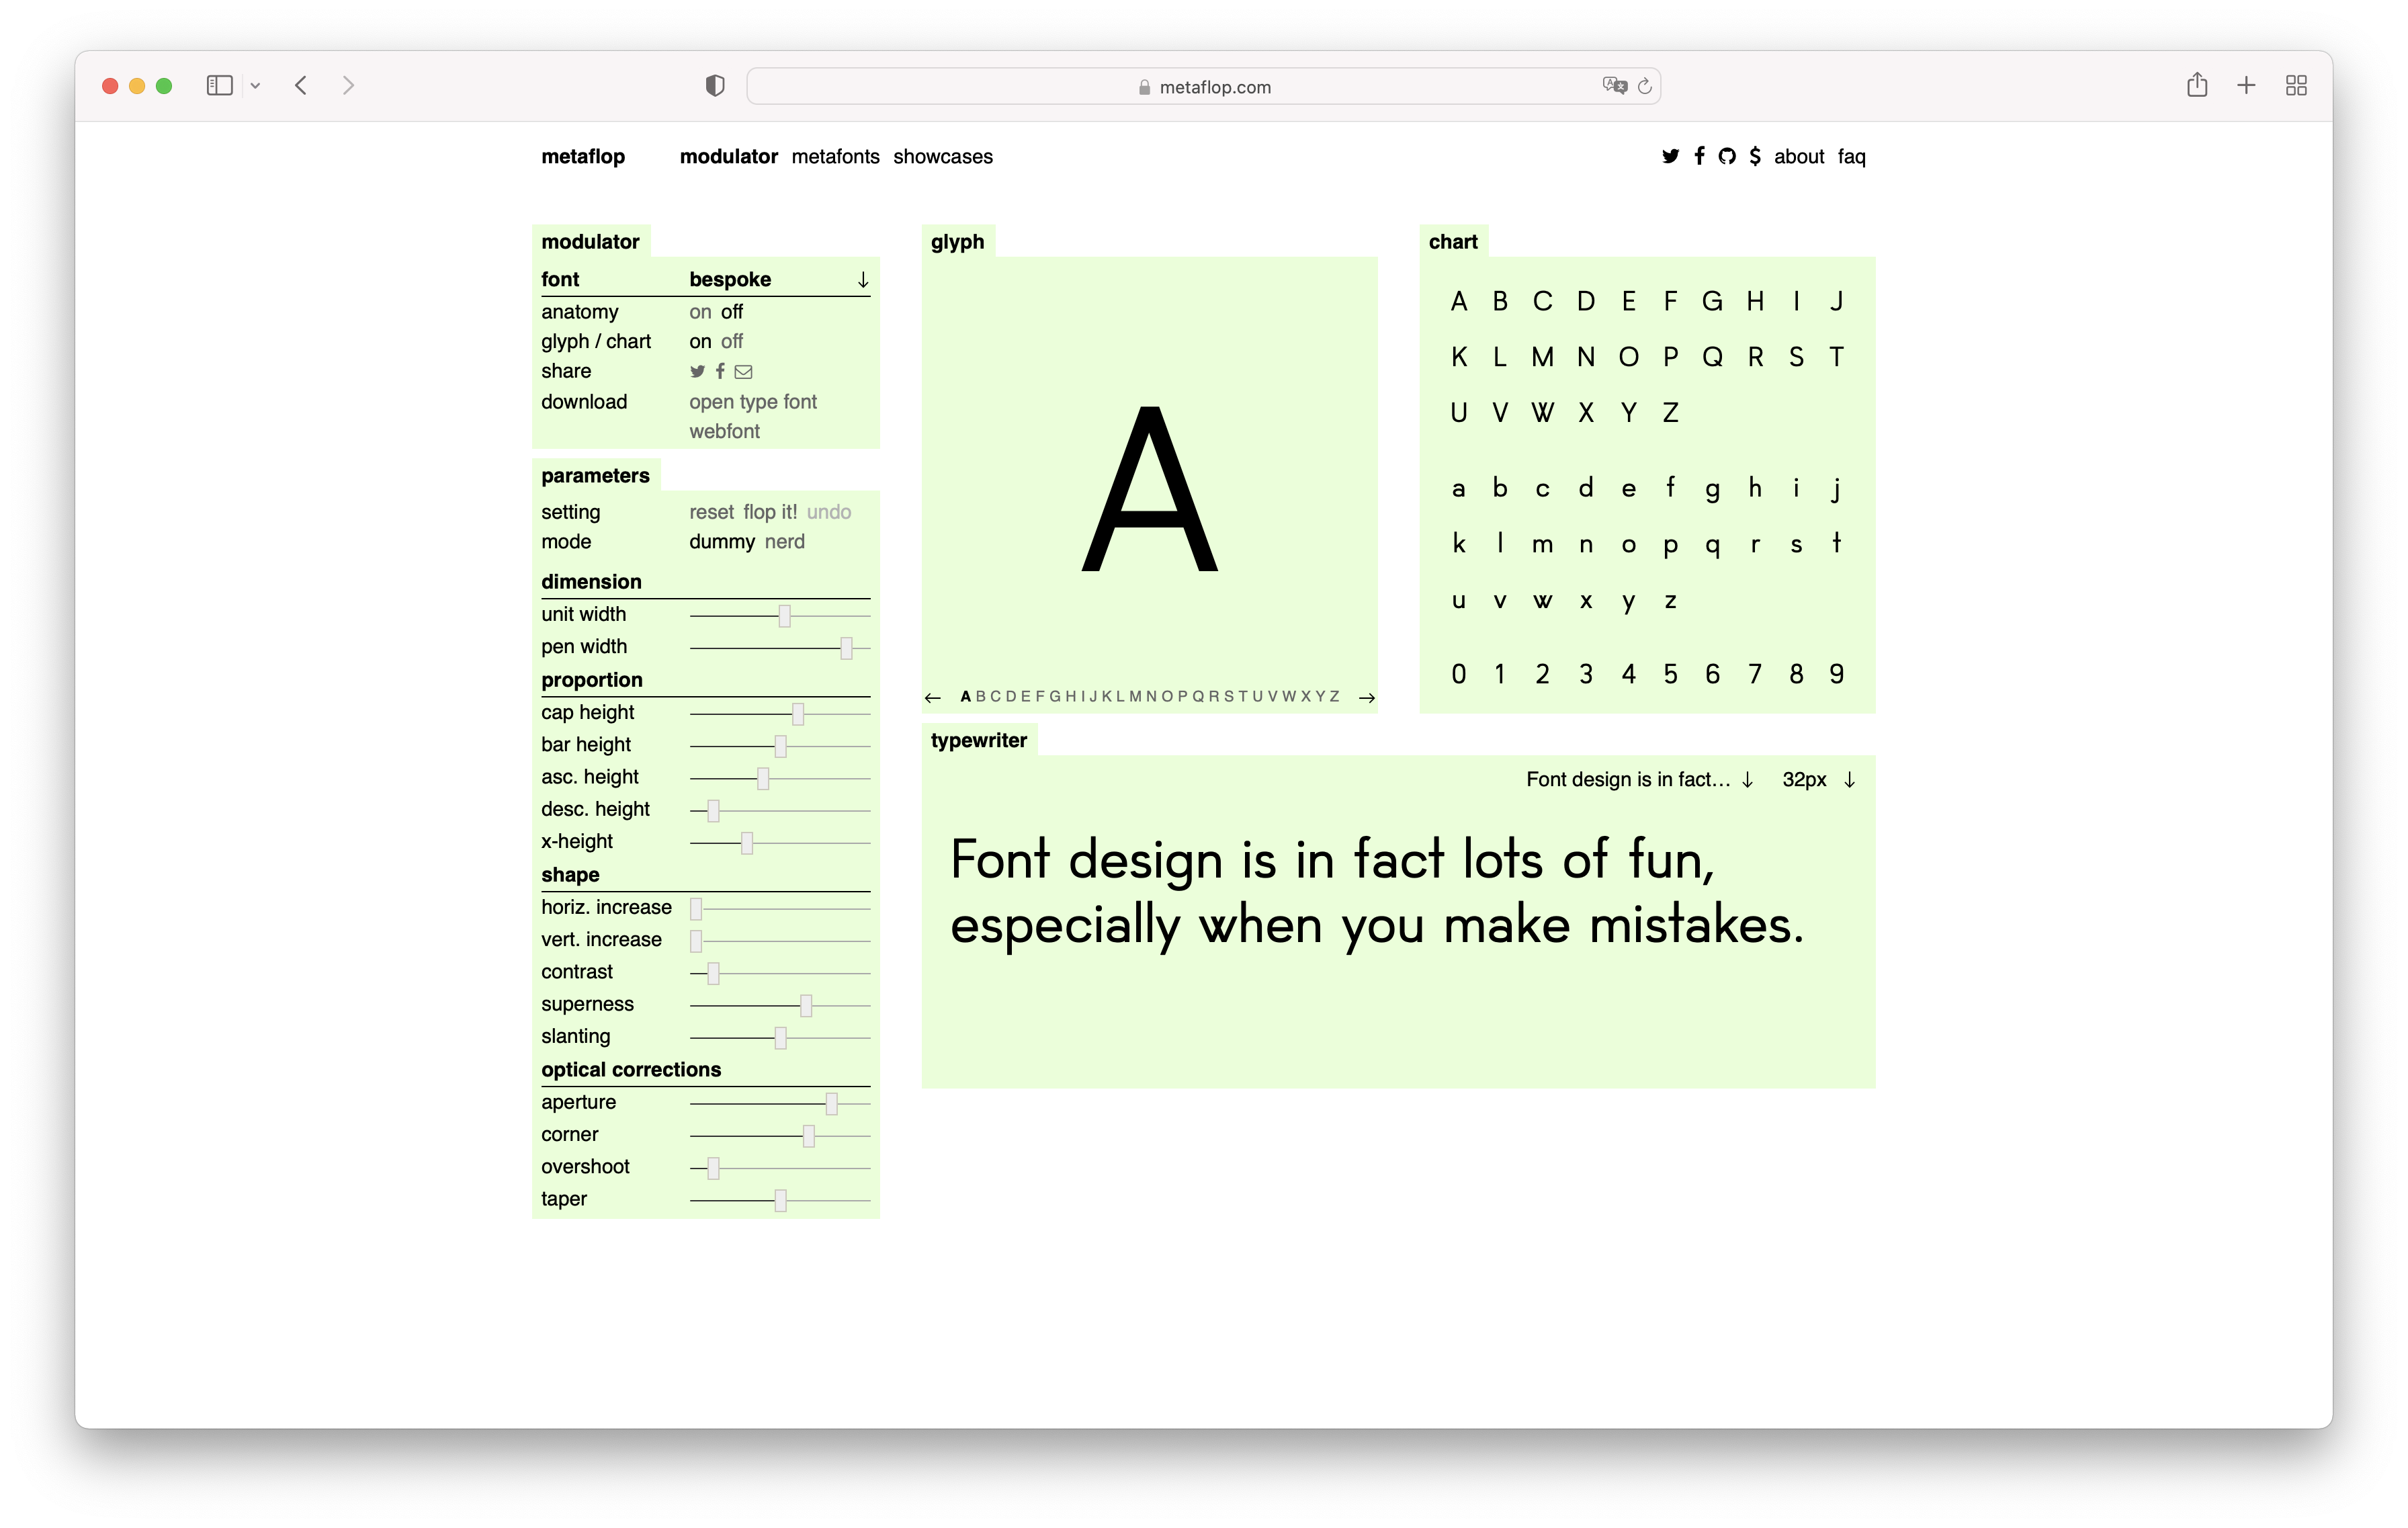 metaflop.com
metaflop modulator metafonts showcases
$ about faq
modulator
font bespoke ↓
anatomy on off
glyph / chart on off
share
download open type font
webfont
parameters
setting reset flop it! undo
mode dummy nerd
dimension
unit width
pen width
proportion
cap height
bar height
asc. height
desc. height
x-height
shape
horiz. increase
vert. increase
contrast
superness
slanting
optical corrections
aperture
corner
overshoot
taper
glyph
A
← A B C D E F G H I J K L M N O P Q R S T U V W X Y Z →
chart
A B C D E F G H I J
K L M N O P Q R S T
U V W X Y Z
a b c d e f g h i j
k l m n o p q r s t
u v w x y z
0 1 2 3 4 5 6 7 8 9
typewriter
Font design is in fact... ↓ 32px ↓
Font design is in fact lots of fun,
especially when you make mistakes.